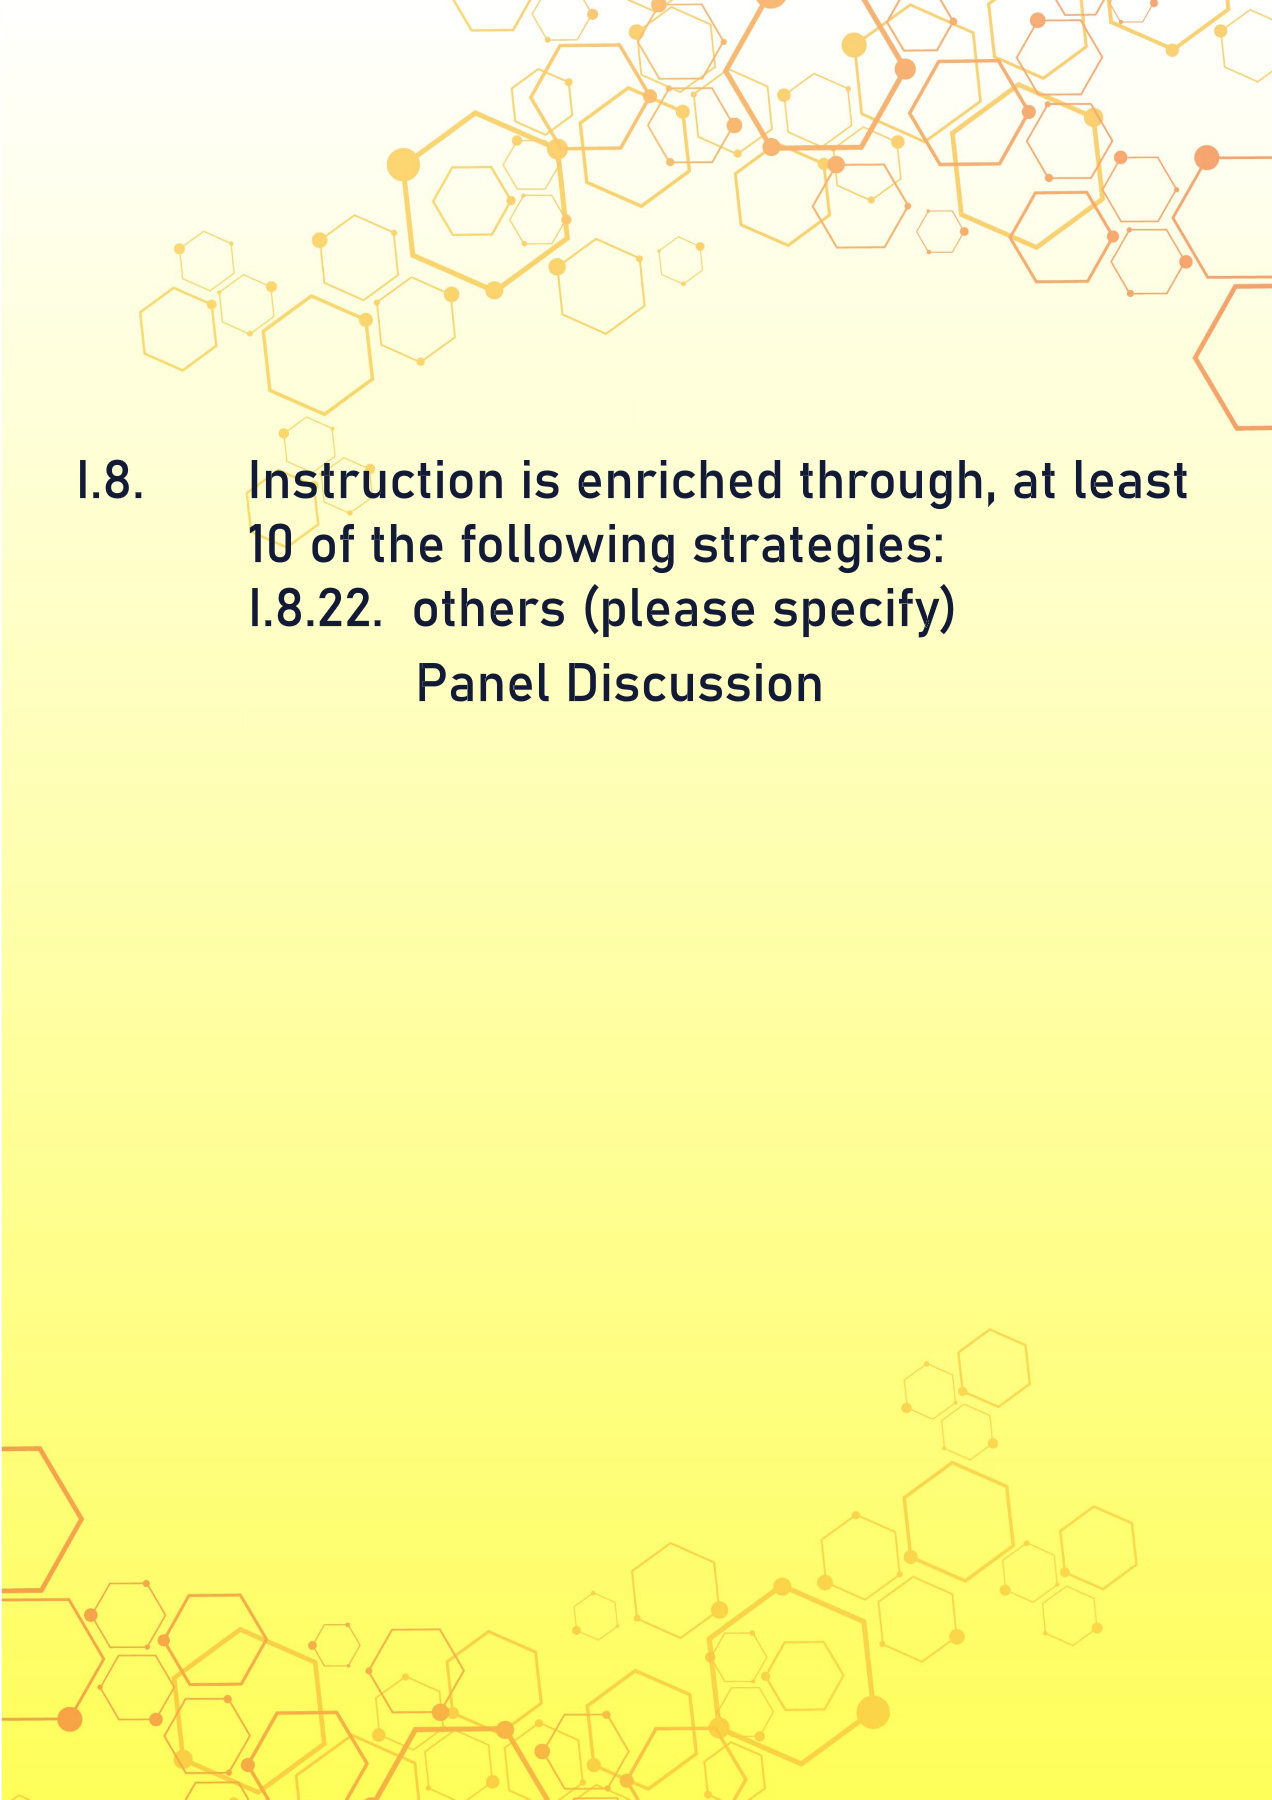 I.8. Instruction is enriched through, at least
10 of the following strategies:
I.8.22. others (please specify)
Panel Discussion